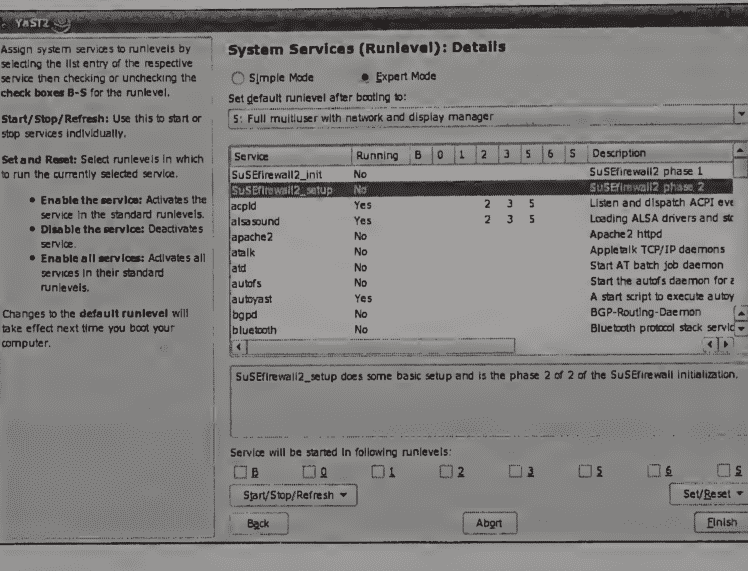 YaST2
Assign system services to runlevels by
selecting the list entry of the respective
service then checking or unchecking the
check boxes B-S for the runlevel.
Start/Stop/Refresh: Use this to start or
stop services individually.
Set and Reset: Select runlevels in which
to run the currently selected service.
• Enable the service: Activates the
service in the standard runlevels.
• Disable the service: Deactivates
service.
• Enable all services: Activates all
services in their standard
runlevels.
Changes to the default runlevel will
take effect next time you boot your
computer.
System Services (Runlevel): Details
Simple Mode Expert Mode
Set default runlevel after booting to:
5: Full multiuser with network and display manager
Service Running B 0 1 2 3 5 6 S Description
SuSEfirewall2_init No SuSEfirewall2 phase 1
SuSEfirewall2_setup No SuSEfirewall2 phase 2
acpid Yes 2 3 5 Listen and dispatch ACPI eve
alsasound Yes 2 3 5 Loading ALSA drivers and stc
apache2 No Apache2 httpd
atalk No Appletalk TCP/IP daemons
atd No Start AT batch job daemon
autofs No Start the autofs daemon for a
autoyast Yes A start script to execute autoy
bgpd No BGP-Routing-Daemon
bluetooth No Bluetooth protocol stack servic
SuSEfirewall2_setup does some basic setup and is the phase 2 of 2 of the SuSEfirewall initialization.
Service will be started in following runlevels:
B 0 1 2 3 5 6 S
Start/Stop/Refresh Set/Reset
Back Abort Finish